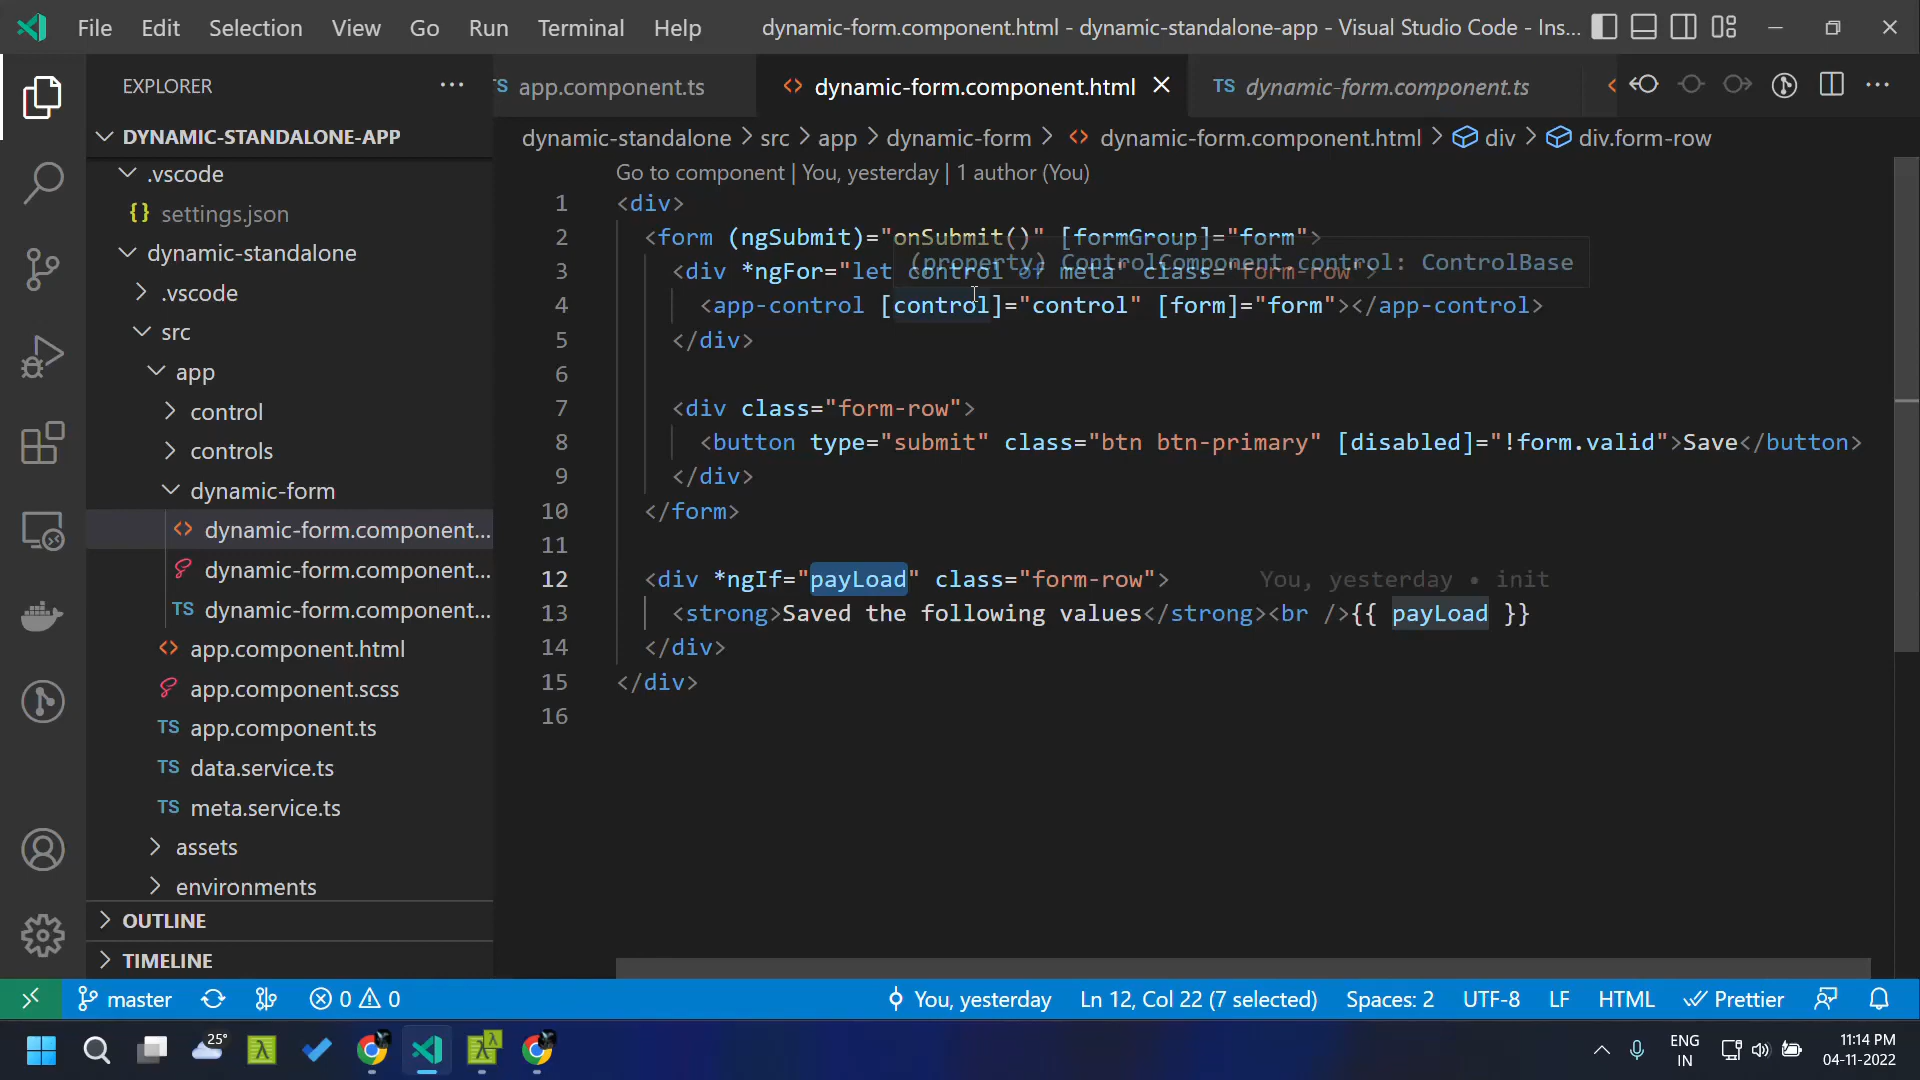 File Edit Selection View Go Run Terminal Help dynamic-form.component.html - dynamic-standalone-app - Visual Studio Code - Ins...
EXPLORER
TS app.component.ts dynamic-form.component.html TS dynamic-form.component.ts
DYNAMIC-STANDALONE-APP
dynamic-standalone > src > app > dynamic-form > dynamic-form.component.html > div > div.form-row
.vscode
settings.json
dynamic-standalone
.vscode
src
app
control
controls
dynamic-form
dynamic-form.component...
dynamic-form.component...
TS dynamic-form.component...
app.component.html
app.component.scss
TS app.component.ts
TS data.service.ts
TS meta.service.ts
assets
environments
OUTLINE
TIMELINE
Go to component | You, yesterday | 1 author (You)
1 <div>
2 <form (ngSubmit)="onSubmit()" [formGroup]="form">
3 <div *ngFor="let control of meta" class="form-row">
(property) ControlComponent.control: ControlBase
4 <app-control [control]="control" [form]="form"></app-control>
5 </div>
6
7 <div class="form-row">
8 <button type="submit" class="btn btn-primary" [disabled]="!form.valid">Save</button>
9 </div>
10 </form>
11
12 <div *ngIf="payLoad" class="form-row"> You, yesterday • init
13 <strong>Saved the following values</strong><br />{{ payLoad }}
14 </div>
15 </div>
16
master 0 0 You, yesterday Ln 12, Col 22 (7 selected) Spaces: 2 UTF-8 LF HTML Prettier
25°
ENG
IN
11:14 PM
04-11-2022